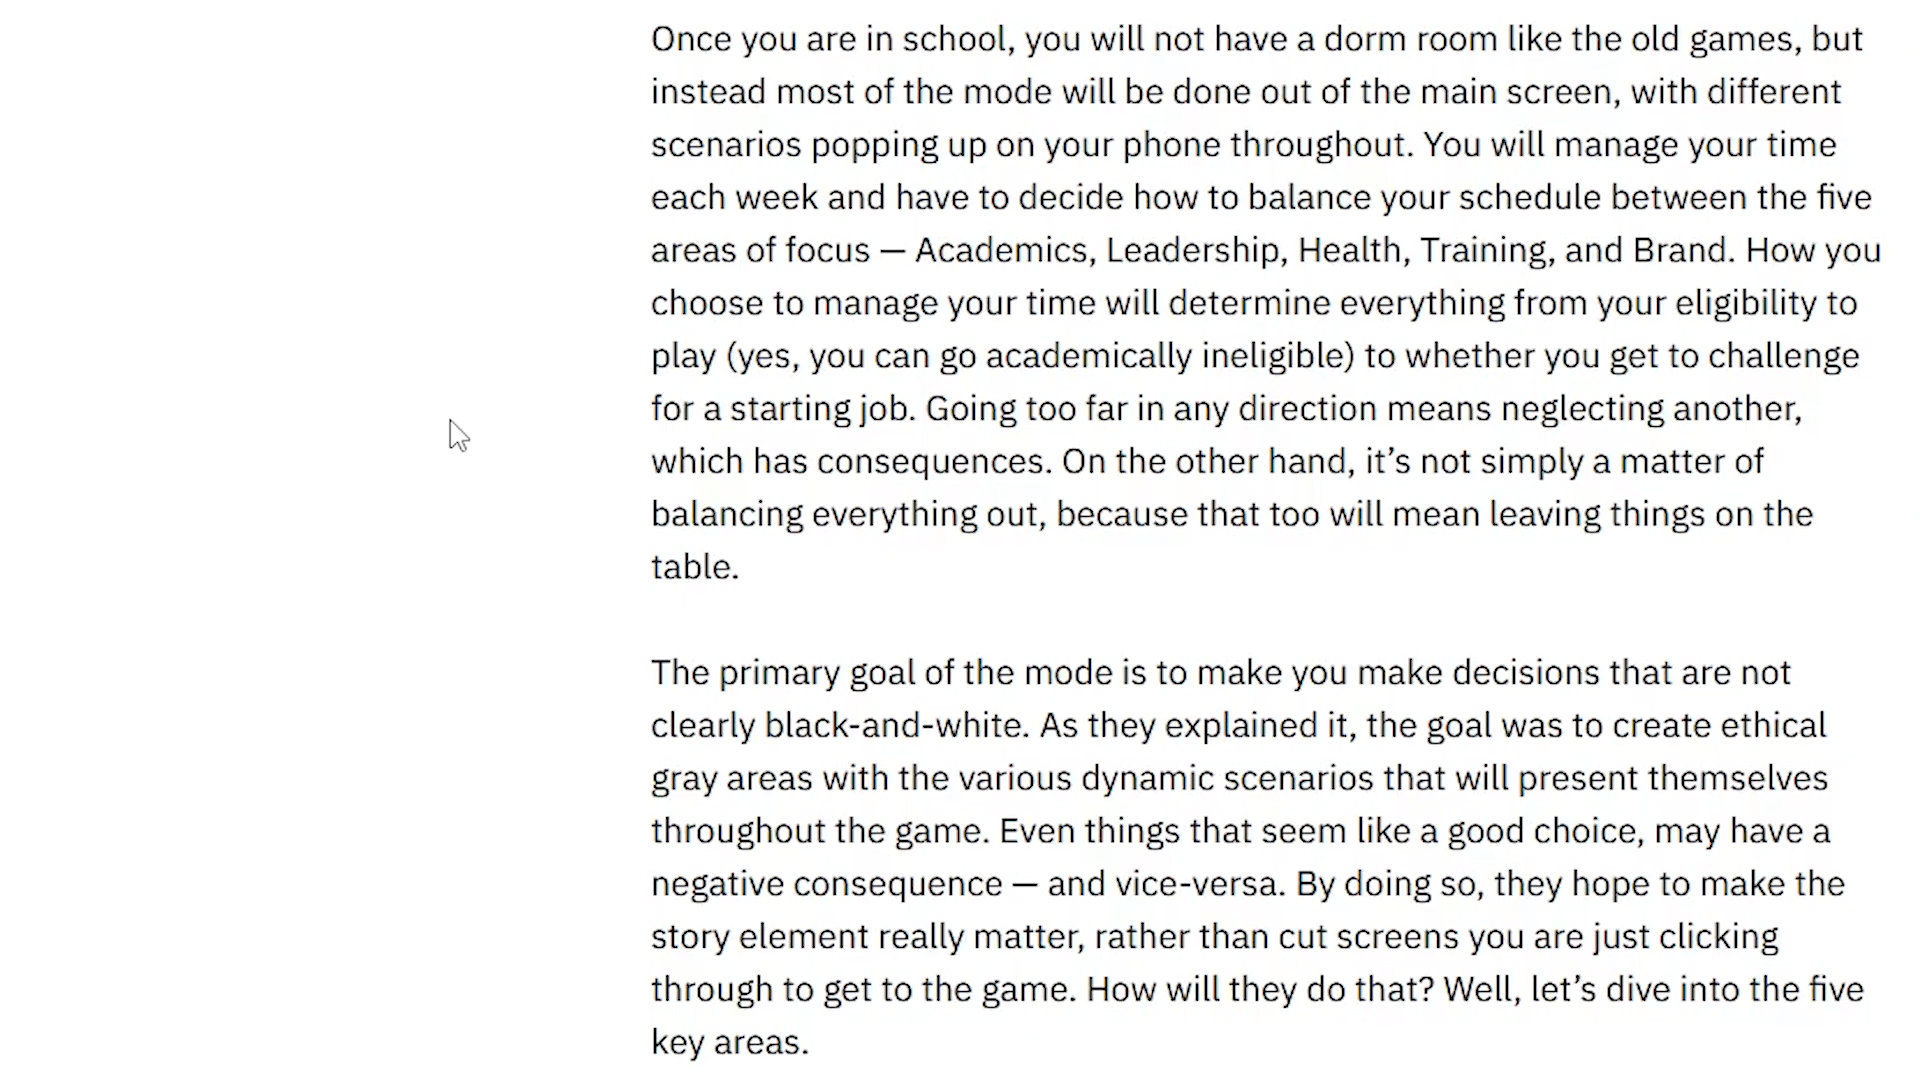 Once you are in school, you will not have a dorm room like the old games, but
instead most of the mode will be done out of the main screen, with different
scenarios popping up on your phone throughout. You will manage your time
each week and have to decide how to balance your schedule between the five
areas of focus — Academics, Leadership, Health, Training, and Brand. How you
choose to manage your time will determine everything from your eligibility to
play (yes, you can go academically ineligible) to whether you get to challenge
for a starting job. Going too far in any direction means neglecting another,
which has consequences. On the other hand, it’s not simply a matter of
balancing everything out, because that too will mean leaving things on the
table.
The primary goal of the mode is to make you make decisions that are not
clearly black-and-white. As they explained it, the goal was to create ethical
gray areas with the various dynamic scenarios that will present themselves
throughout the game. Even things that seem like a good choice, may have a
negative consequence — and vice-versa. By doing so, they hope to make the
story element really matter, rather than cut screens you are just clicking
through to get to the game. How will they do that? Well, let’s dive into the five
key areas.